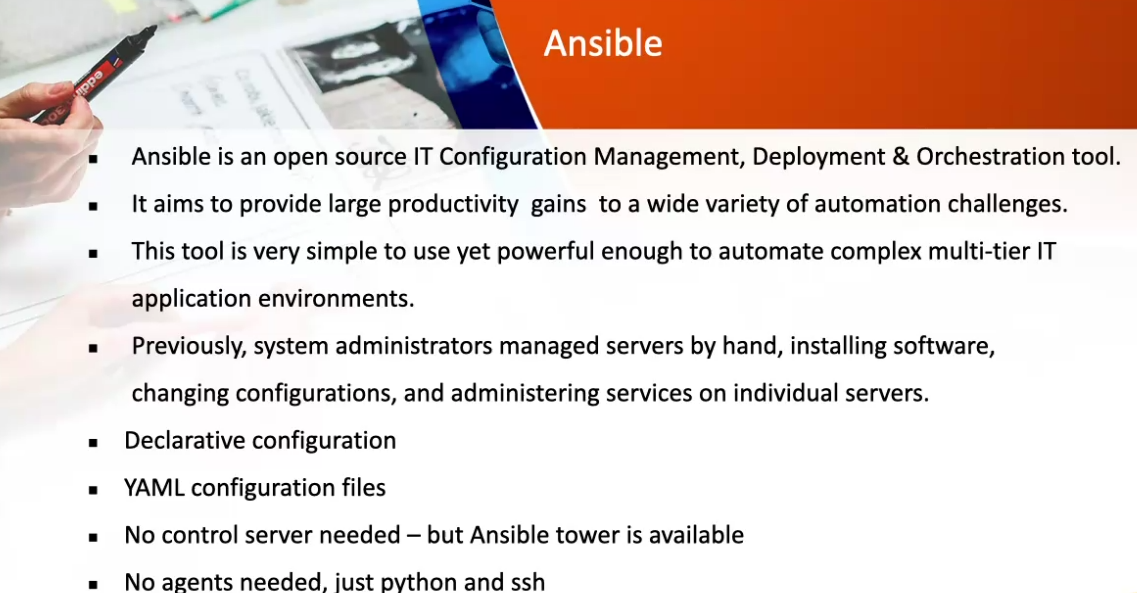 Ansible
▪ Ansible is an open source IT Configuration Management, Deployment & Orchestration tool.
▪ It aims to provide large productivity  gains  to a wide variety of automation challenges.
▪ This tool is very simple to use yet powerful enough to automate complex multi-tier IT
application environments.
▪ Previously, system administrators managed servers by hand, installing software,
changing configurations, and administering services on individual servers.
▪ Declarative configuration
▪ YAML configuration files
▪ No control server needed – but Ansible tower is available
▪ No agents needed, just python and ssh